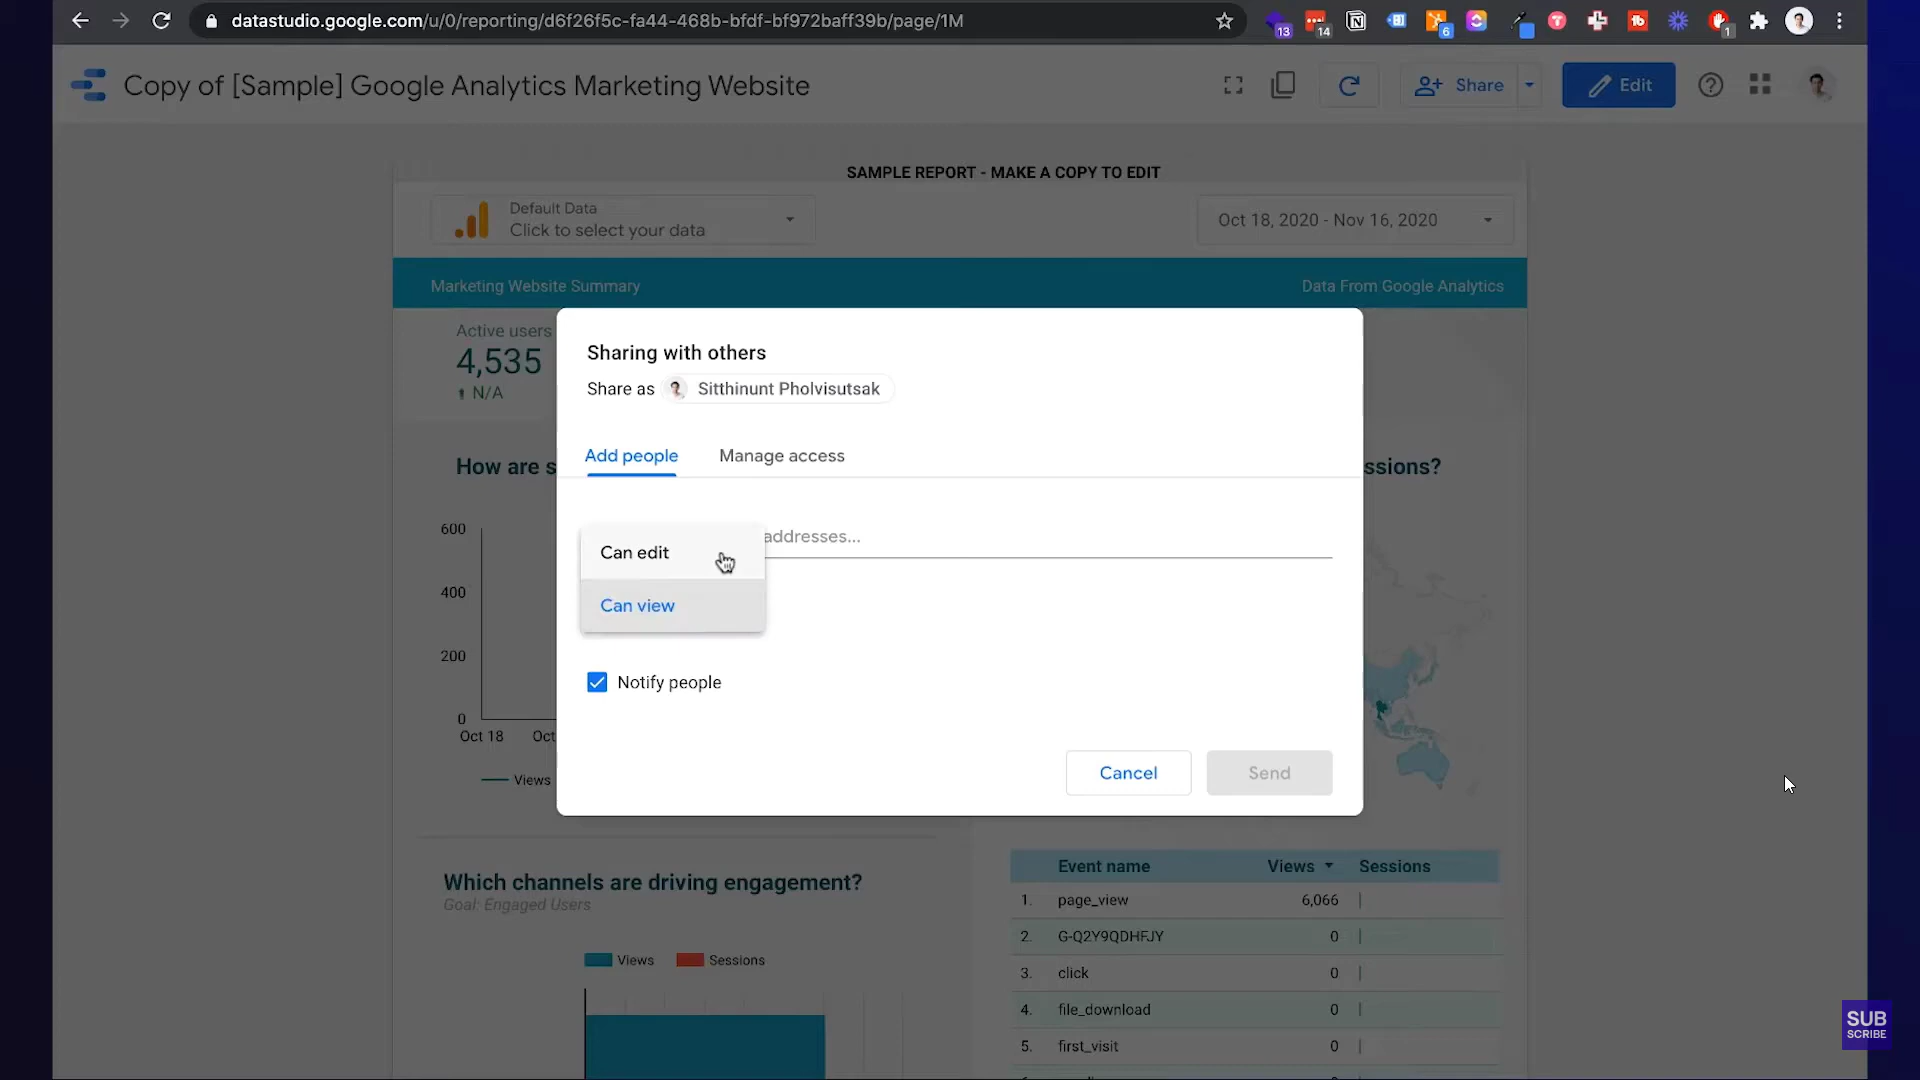 datastudio.google.com/u/0/reporting/d6f26f5c-fa44-468b-bfdf-bf972baff39b/page/1M
13
14
6
1
Copy of [Sample] Google Analytics Marketing Website
Share
Edit
SAMPLE REPORT - MAKE A COPY TO EDIT
Default Data
Click to select your data
Oct 18, 2020 - Nov 16, 2020
Marketing Website Summary
Data From Google Analytics
Active users
4,535
N/A
Sharing with others
Share as Sitthinunt Pholvisutsak
Add people
Manage access
How are s
ssions?
600
400
200
0
Oct 18
Oct
Views
addresses...
Can edit
Can view
Notify people
Cancel
Send
Which channels are driving engagement?
Goal: Engaged Users
Views
Sessions
Event name Views Sessions
1. page_view 6,066
2. G-Q2Y9QDHFJY 0
3. click 0
4. file_download 0
5. first_visit 0
SUB
SCRIBE